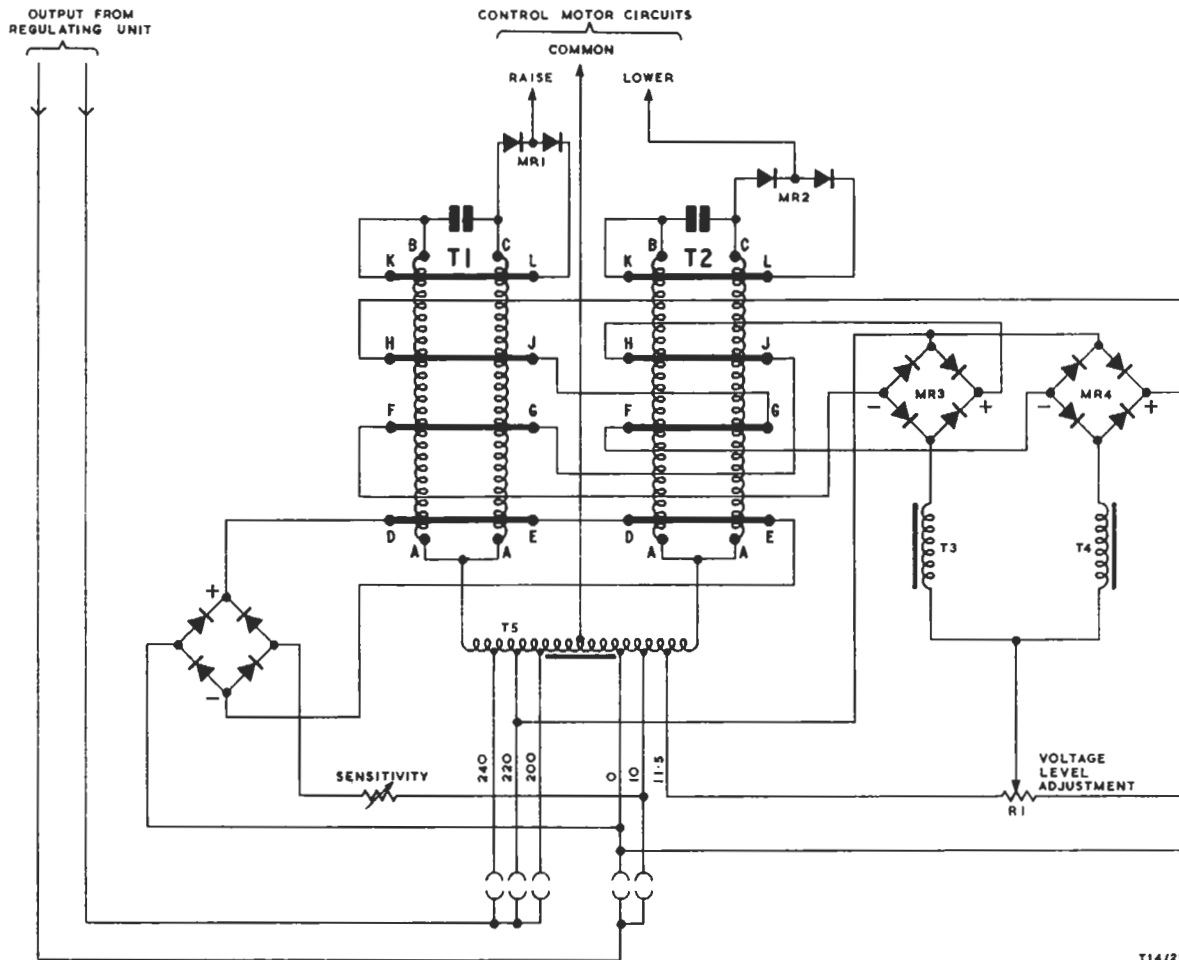 OUTPUT FROM
REGULATING UNIT
CONTROL MOTOR CIRCUITS
COMMON
RAISE
LOWER
MR1
MR2
B
C
T1
K
L
B
C
T2
K
L
H
J
H
J
F
G
F
G
MR3
- +
MR4
- +
D
E
D
E
A
A
A
A
T3
T4
T5
+
-
240
220
200
0
10
11·5
SENSITIVITY
VOLTAGE
LEVEL
ADJUSTMENT
R1